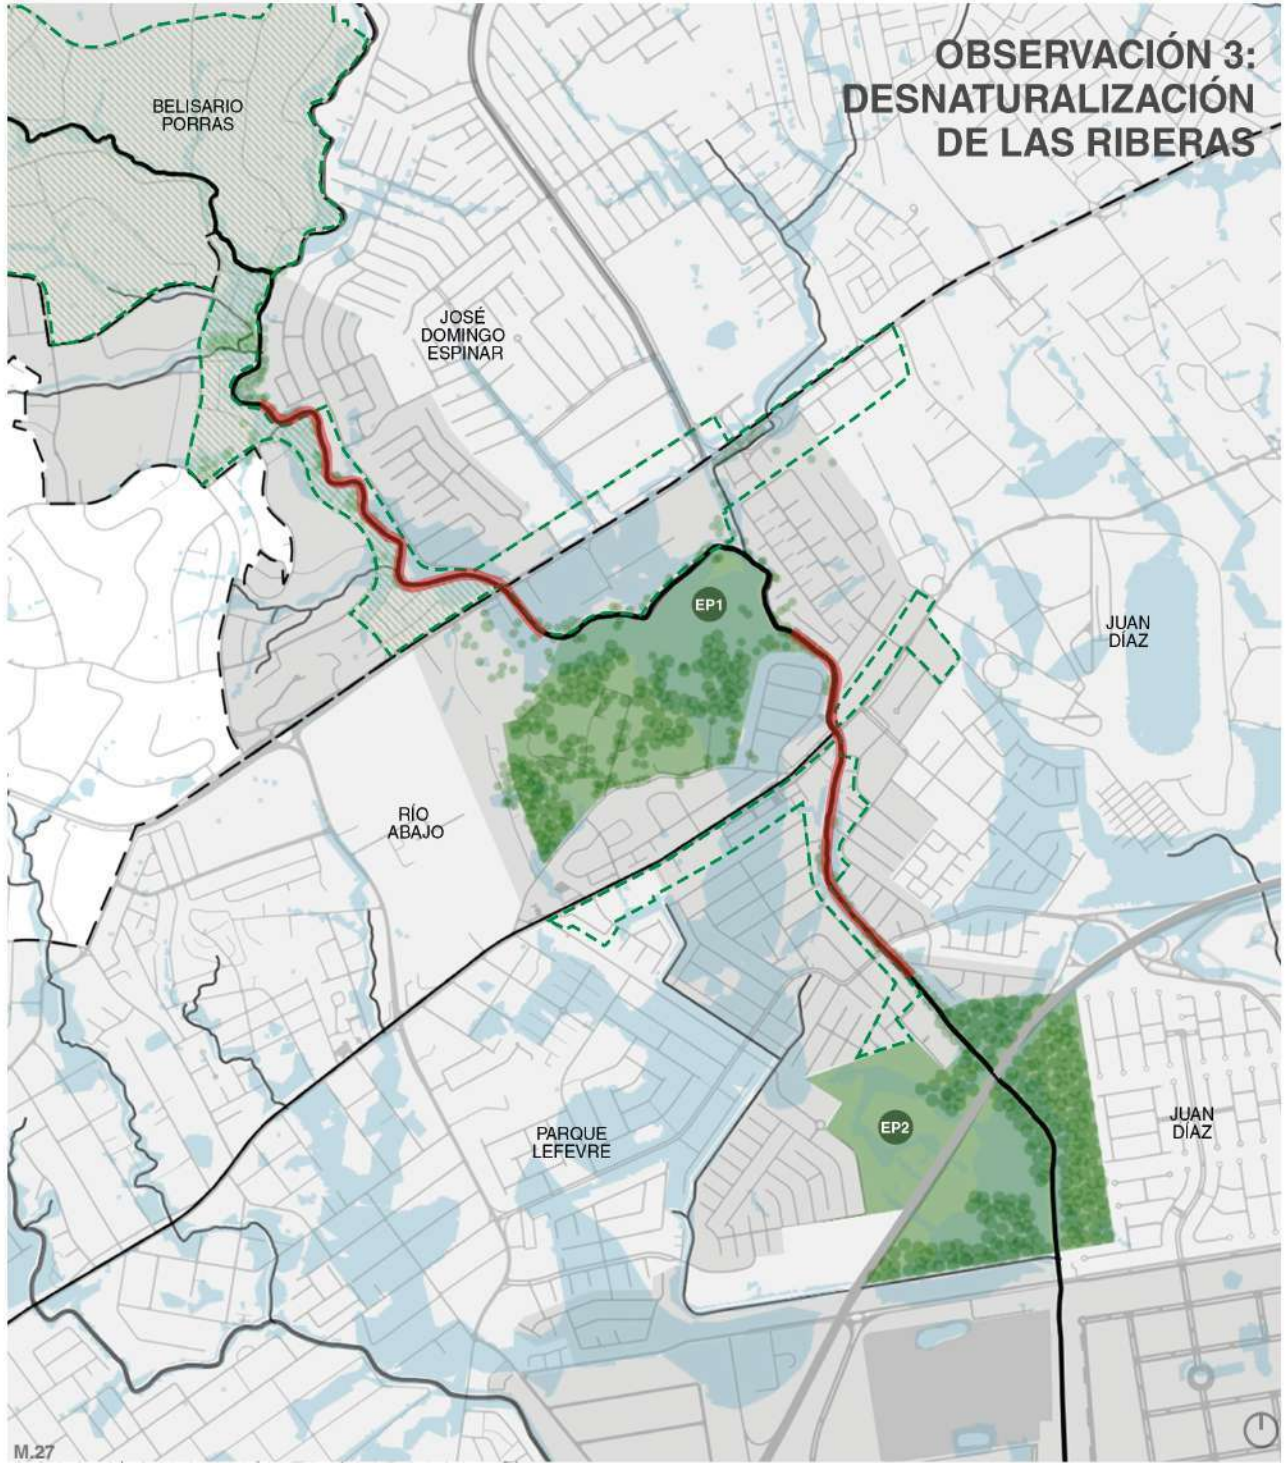 OBSERVACIÓN 3:
DESNATURALIZACIÓN
DE LAS RIBERAS
BELISARIO
PORRAS
JOSÉ
DOMINGO
ESPINAR
EP1
JUAN
DÍAZ
RÍO
ABAJO
EP2
JUAN
DÍAZ
PARQUE
LEFEVRE
M.27